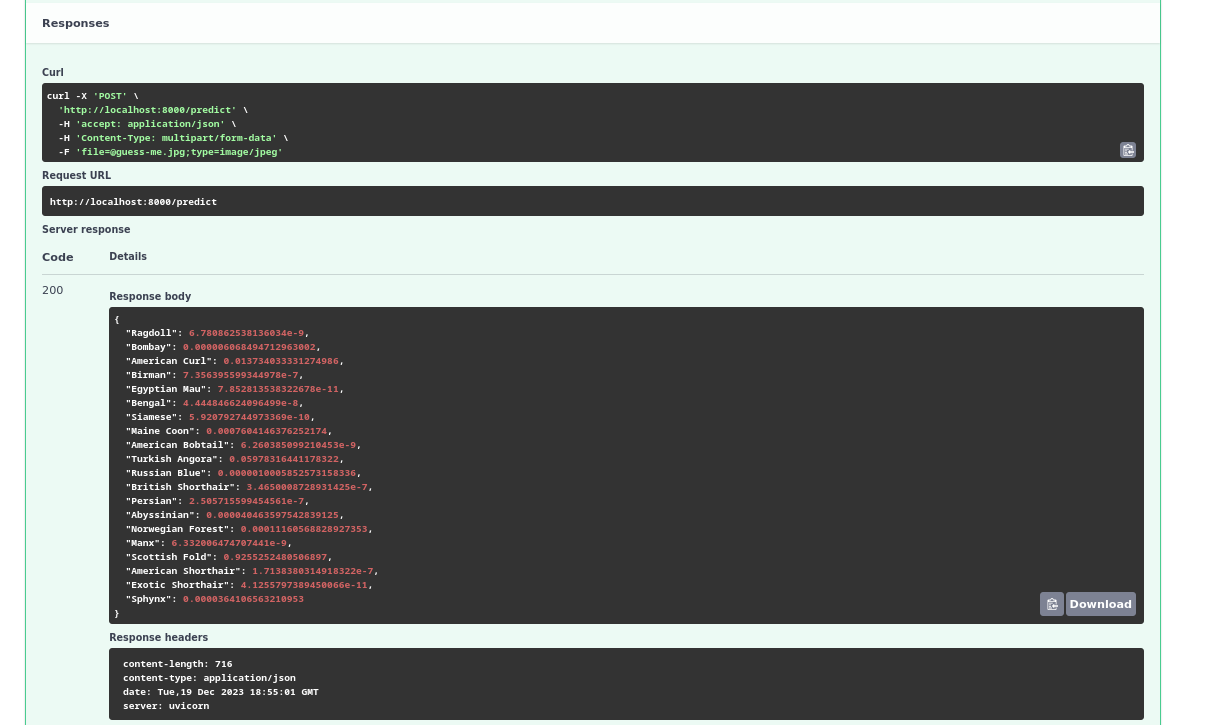 Responses
Curl
curl -X 'POST' \
  'http://localhost:8000/predict' \
  -H 'accept: application/json' \
  -H 'Content-Type: multipart/form-data' \
  -F 'file=@guess-me.jpg;type=image/jpeg'
Request URL
http://localhost:8000/predict
Server response
Code Details
200
Response body
{
  "Ragdoll": 6.780862538136034e-9,
  "Bombay": 0.000006068494712963002,
  "American Curl": 0.013734033331274986,
  "Birman": 7.356395599344978e-7,
  "Egyptian Mau": 7.852813538322678e-11,
  "Bengal": 4.444846624096499e-8,
  "Siamese": 5.920792744973369e-10,
  "Maine Coon": 0.0007604146376252174,
  "American Bobtail": 6.260385099210453e-9,
  "Turkish Angora": 0.05978316441178322,
  "Russian Blue": 0.0000010005852573158336,
  "British Shorthair": 3.4650008728931425e-7,
  "Persian": 2.505715599454561e-7,
  "Abyssinian": 0.000040463597542839125,
  "Norwegian Forest": 0.00011160568828927353,
  "Manx": 6.332006474707441e-9,
  "Scottish Fold": 0.9255252480506897,
  "American Shorthair": 1.7138380314918322e-7,
  "Exotic Shorthair": 4.1255797389450066e-11,
  "Sphynx": 0.0000364106563210953
}
Download
Response headers
content-length: 716
content-type: application/json
date: Tue,19 Dec 2023 18:55:01 GMT
server: uvicorn